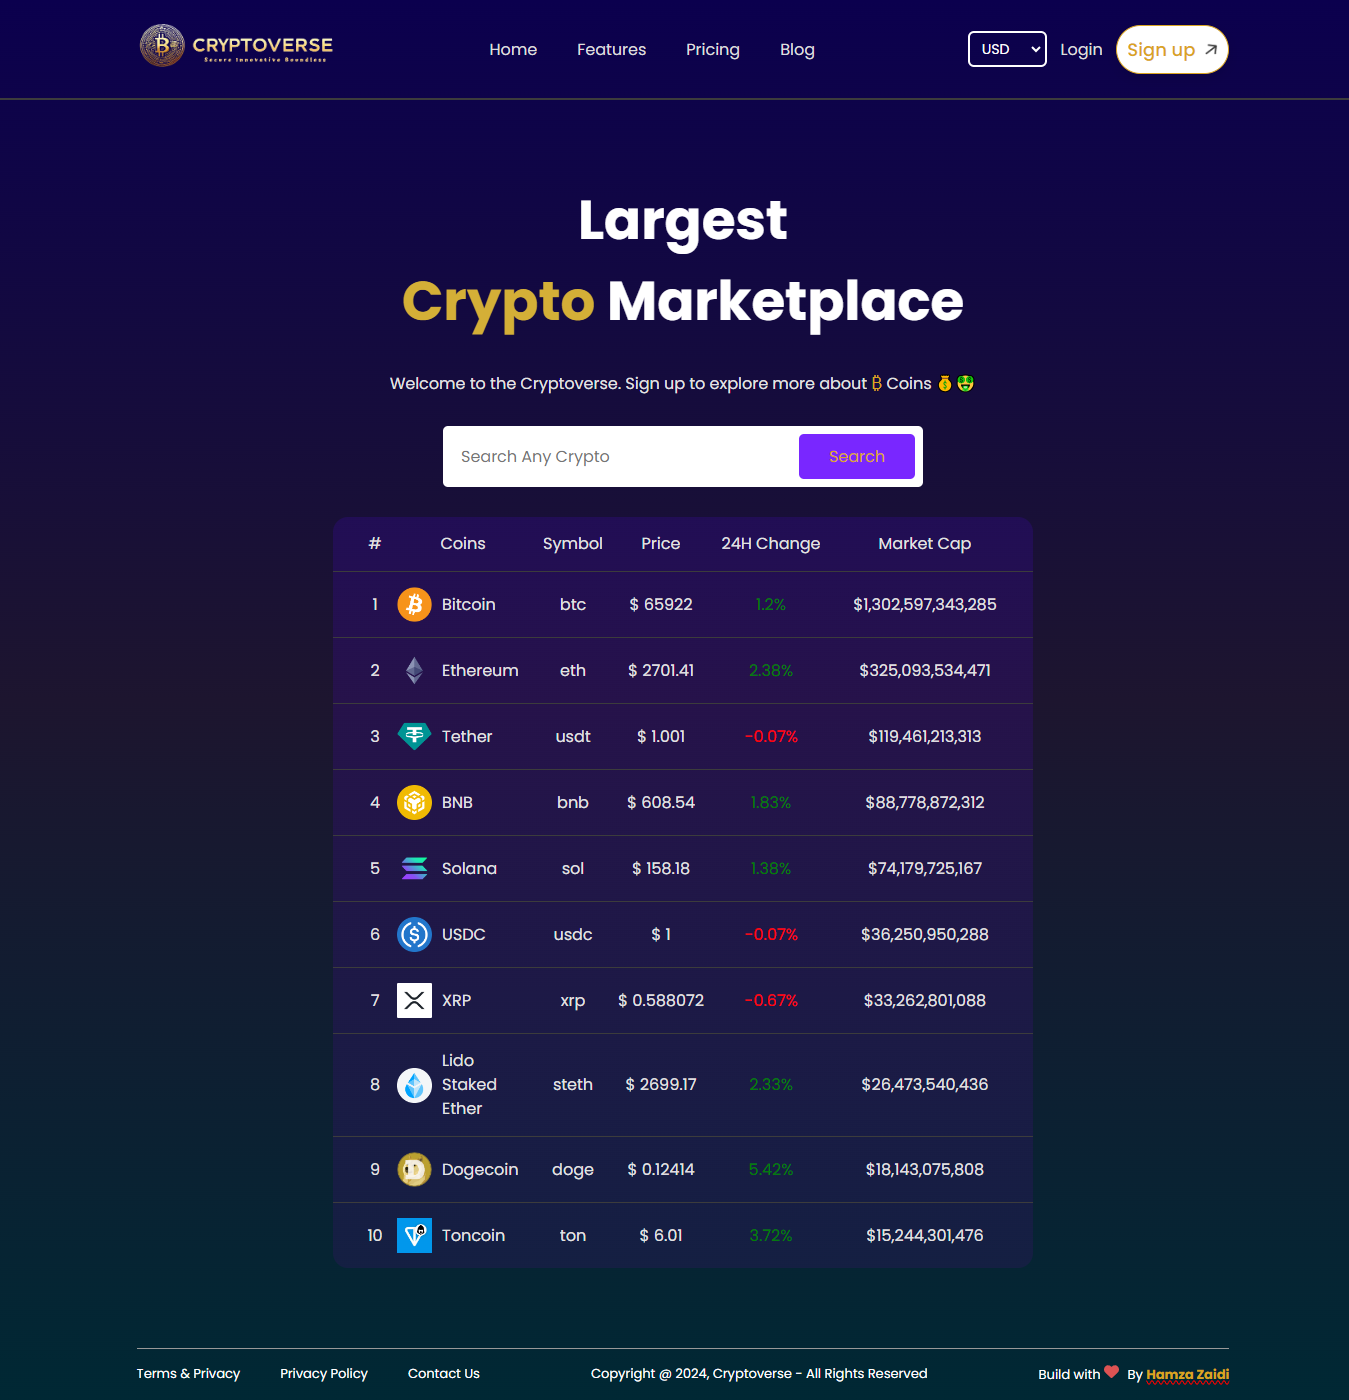 CRYPTOVERSE
Secure Innovative Boundless
Home Features Pricing Blog
USD Login Sign up
Largest
Crypto Marketplace
Welcome to the Cryptoverse. Sign up to explore more about ₿ Coins 💰 🤑
Search Any Crypto Search
# Coins Symbol Price 24H Change Market Cap
1 Bitcoin btc $ 65922 1.2% $1,302,597,343,285
2 Ethereum eth $ 2701.41 2.38% $325,093,534,471
3 Tether usdt $ 1.001 -0.07% $119,461,213,313
4 BNB bnb $ 608.54 1.83% $88,778,872,312
5 Solana sol $ 158.18 1.38% $74,179,725,167
6 USDC usdc $ 1 -0.07% $36,250,950,288
7 XRP xrp $ 0.588072 -0.67% $33,262,801,088
8 Lido Staked Ether steth $ 2699.17 2.33% $26,473,540,436
9 Dogecoin doge $ 0.12414 5.42% $18,143,075,808
10 Toncoin ton $ 6.01 3.72% $15,244,301,476
Terms & Privacy Privacy Policy Contact Us Copyright @ 2024, Cryptoverse - All Rights Reserved Build with ❤ By Hamza Zaidi